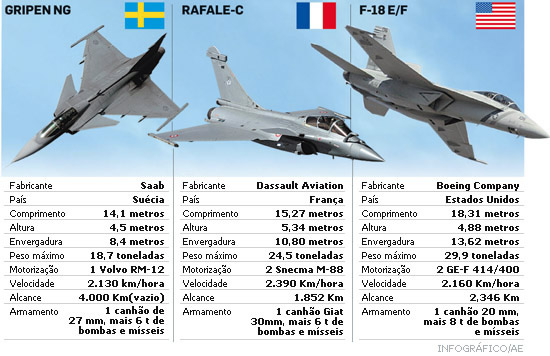 GRIPEN NG
Fabricante Saab
País Suécia
Comprimento 14,1 metros
Altura 4,5 metros
Envergadura 8,4 metros
Peso máximo 18,7 toneladas
Motorização 1 Volvo RM-12
Velocidade 2.130 km/hora
Alcance 4.000 Km(vazio)
Armamento 1 canhão de
27 mm, mais 6 t de
bombas e mísseis
RAFALE-C
Fabricante Dassault Aviation
País França
Comprimento 15,27 metros
Altura 5,34 metros
Envergadura 10,80 metros
Peso máximo 24,5 toneladas
Motorização 2 Snecma M-88
Velocidade 2.390 Km/hora
Alcance 1.852 Km
Armamento 1 canhão Giat
30mm, mais 6 t de
bombas e mísseis
F-18 E/F
Fabricante Boeing Company
País Estados Unidos
Comprimento 18,31 metros
Altura 4,88 metros
Envergadura 13,62 metros
Peso máximo 29,9 toneladas
Motorização 2 GE-F 414/400
Velocidade 2.160 Km/hora
Alcance 2,346 Km
Armamento 1 canhão 20 mm,
mais 8 t de bombas
e mísseis
INFOGRÁFICO/AE